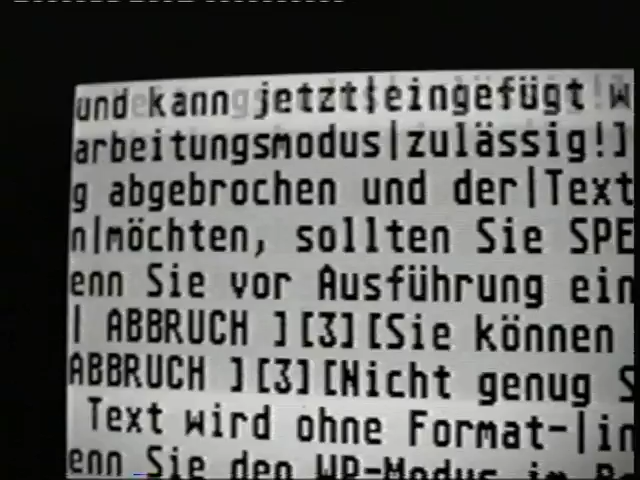 und kann jetzt|eingefügt w
arbeitungsmodus|zulässig!]
g abgebrochen und der|Text
n|möchten, sollten Sie SPE
enn Sie vor Ausführung ein
| ABBRUCH ][3][Sie können
ABBRUCH ][3][Nicht genug S
Text wird ohne Format-|in
enn Sie den WP-Modus im